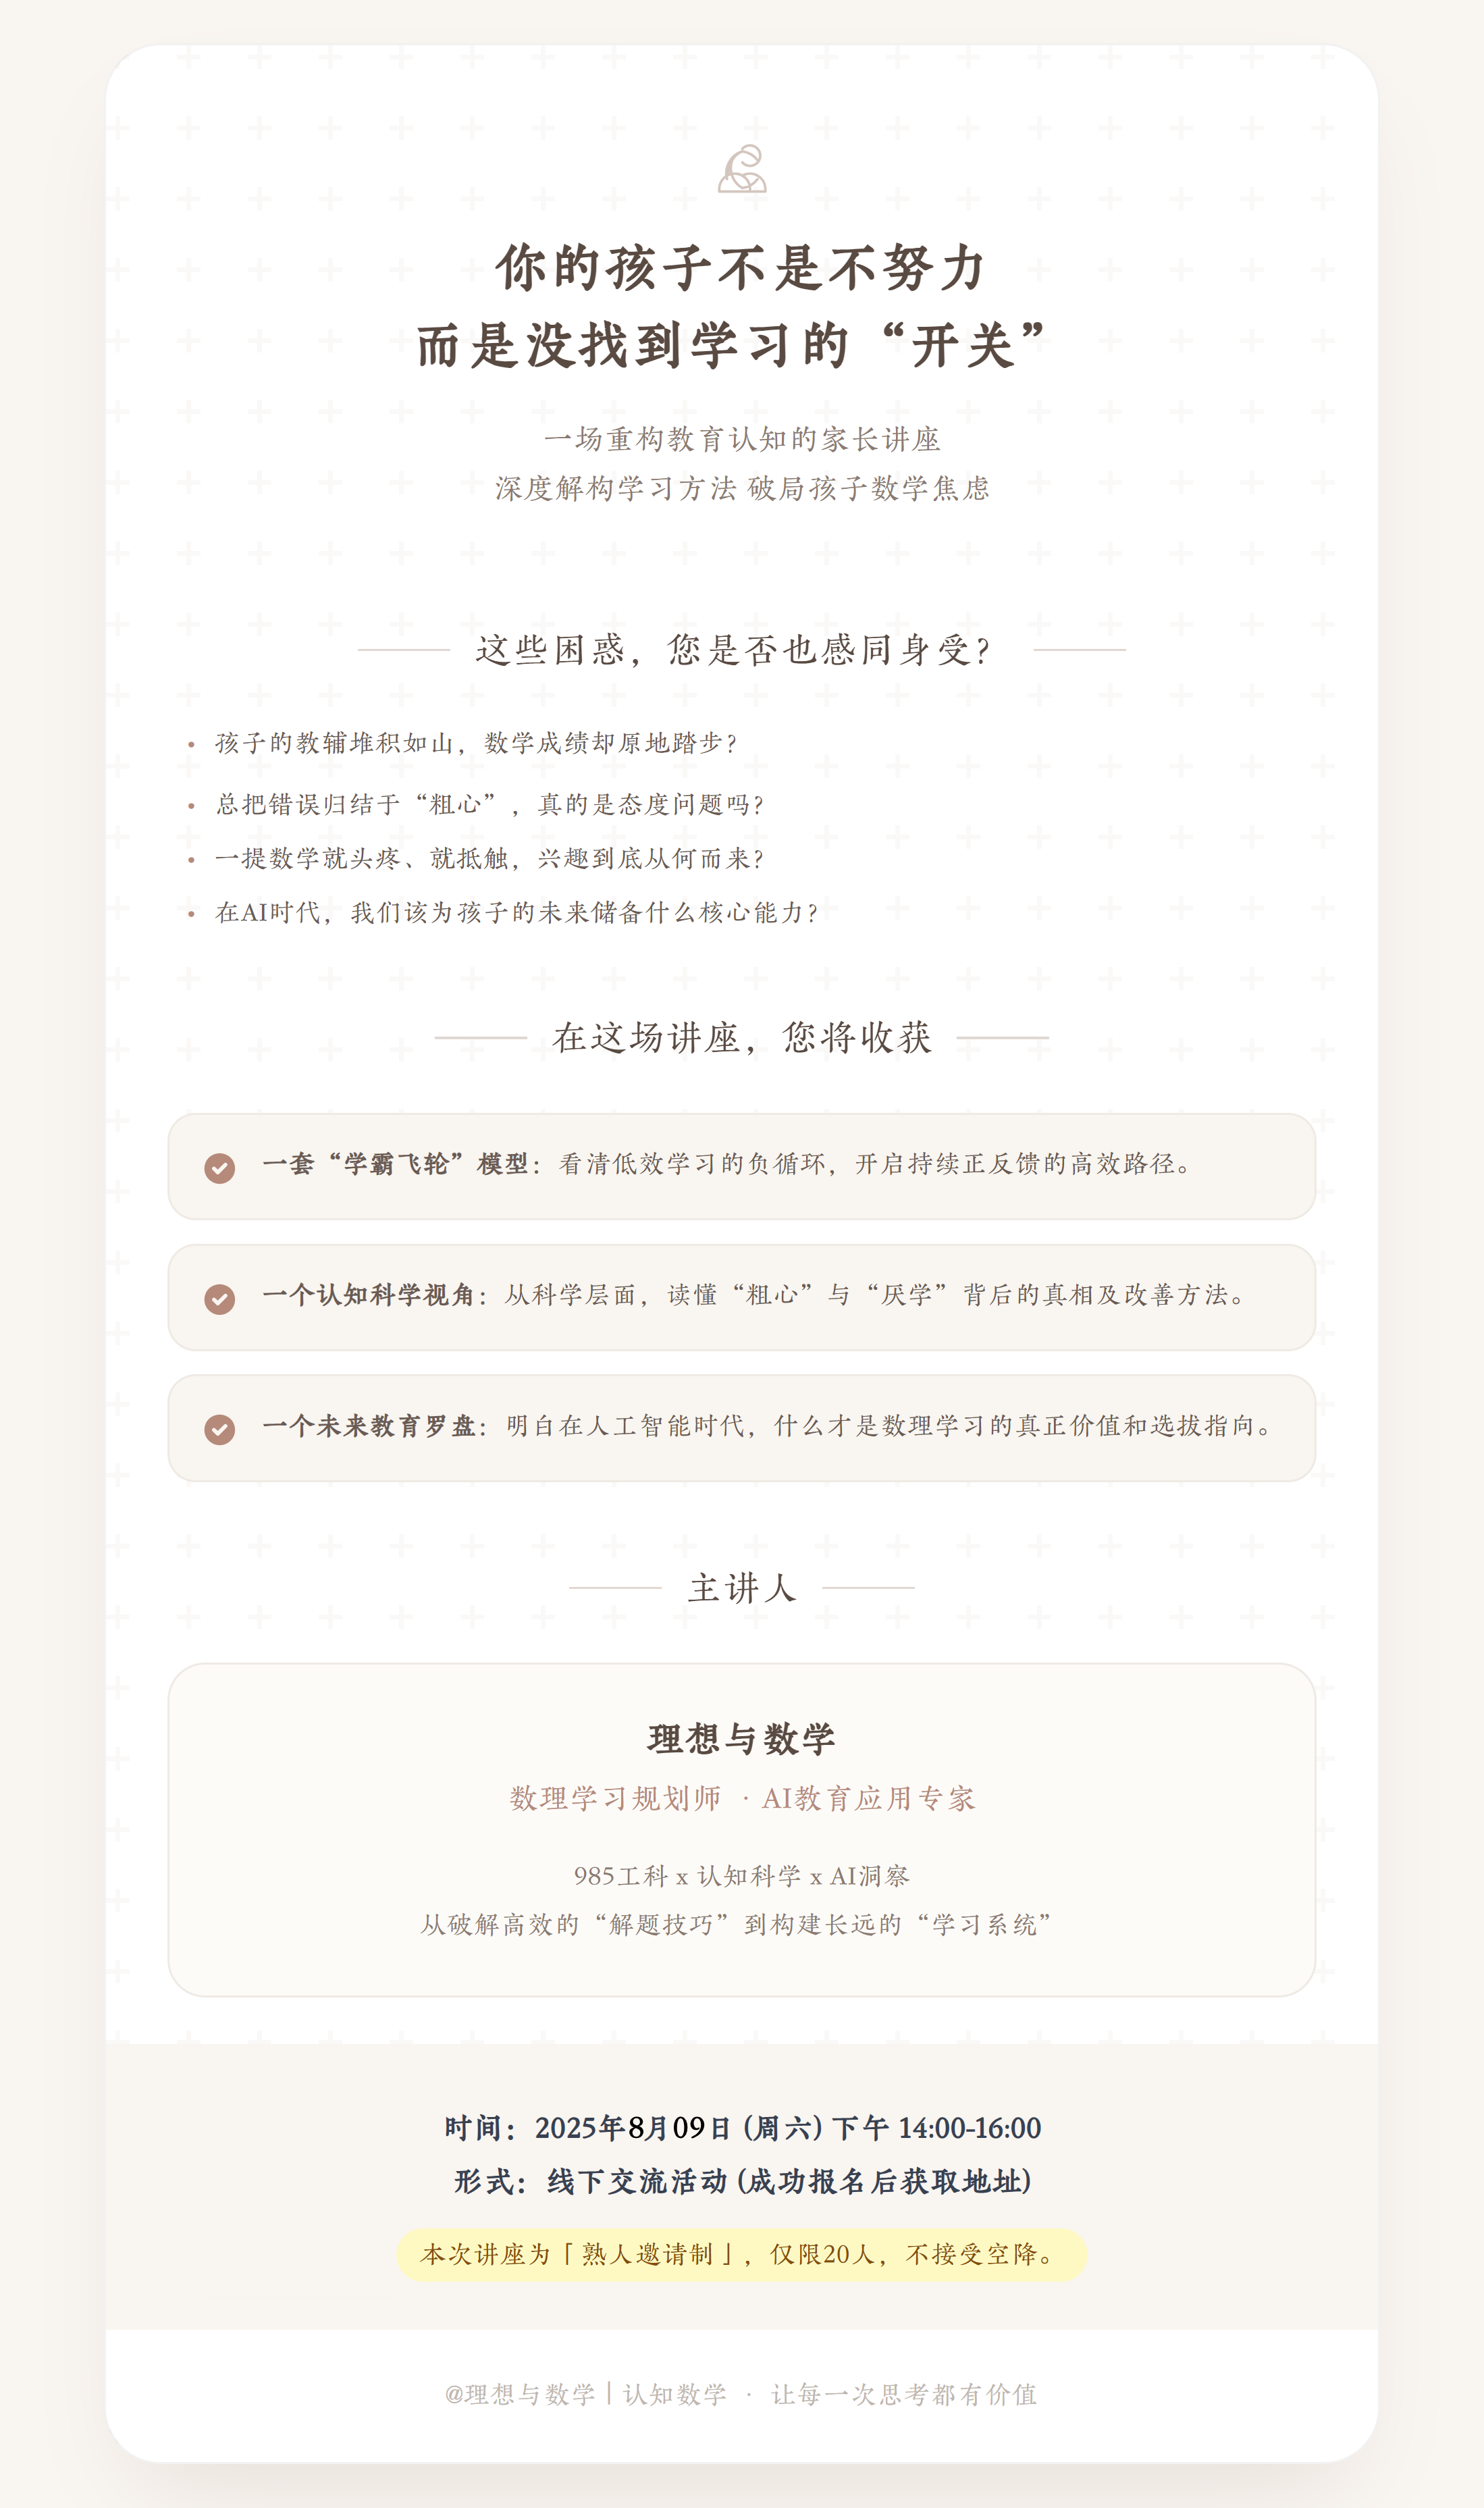 你的孩子不是不努力
而是没找到学习的“开关”
一场重构教育认知的家长讲座
深度解构学习方法 破局孩子数学焦虑
这些困惑，您是否也感同身受?
• 孩子的教辅堆积如山，数学成绩却原地踏步?
• 总把错误归结于“粗心”，真的是态度问题吗?
• 一提数学就头疼、就抵触，兴趣到底从何而来?
• 在AI时代，我们该为孩子的未来储备什么核心能力?
在这场讲座，您将收获
一套“学霸飞轮”模型：看清低效学习的负循环，开启持续正反馈的高效路径。
一个认知科学视角：从科学层面，读懂“粗心”与“厌学”背后的真相及改善方法。
一个未来教育罗盘：明白在人工智能时代，什么才是数理学习的真正价值和选拔指向。
主讲人
理想与数学
数理学习规划师 · AI教育应用专家
985工科 x 认知科学 x AI洞察
从破解高效的“解题技巧”到构建长远的“学习系统”
时间：2025年8月09日 (周六) 下午 14:00-16:00
形式：线下交流活动 (成功报名后获取地址)
本次讲座为「熟人邀请制」，仅限20人，不接受空降。
@理想与数学 | 认知数学 · 让每一次思考都有价值